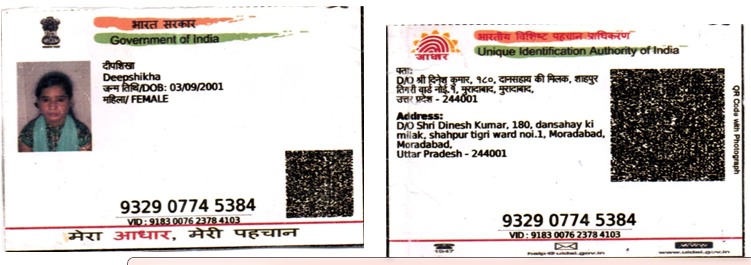 भारत सरकार
Government of India
दीपशिखा
Deepshikha
जन्म तिथि/DOB: 03/09/2001
महिला/ FEMALE
9329 0774 5384
VID : 9183 0076 2378 4103
मेरा आधार, मेरी पहचान
भारतीय विशिष्ट पहचान प्राधिकरण
Unique Identification Authority of India
आधार
पता:
D/O श्री दिनेश कुमार, १८०, दानसहाय की मिलक, शाहपुर
तिगरी वार्ड नोई.१, मुरादाबाद, मुरादाबाद,
उत्तर प्रदेश - 244001
Address:
D/O Shri Dinesh Kumar, 180, dansahay ki
milak, shahpur tigri ward noi.1, Moradabad,
Moradabad,
Uttar Pradesh - 244001
QR Code with Photograph
9329 0774 5384
VID : 9183 0076 2378 4103
1947
help@uidai.gov.in
www.uidai.gov.in